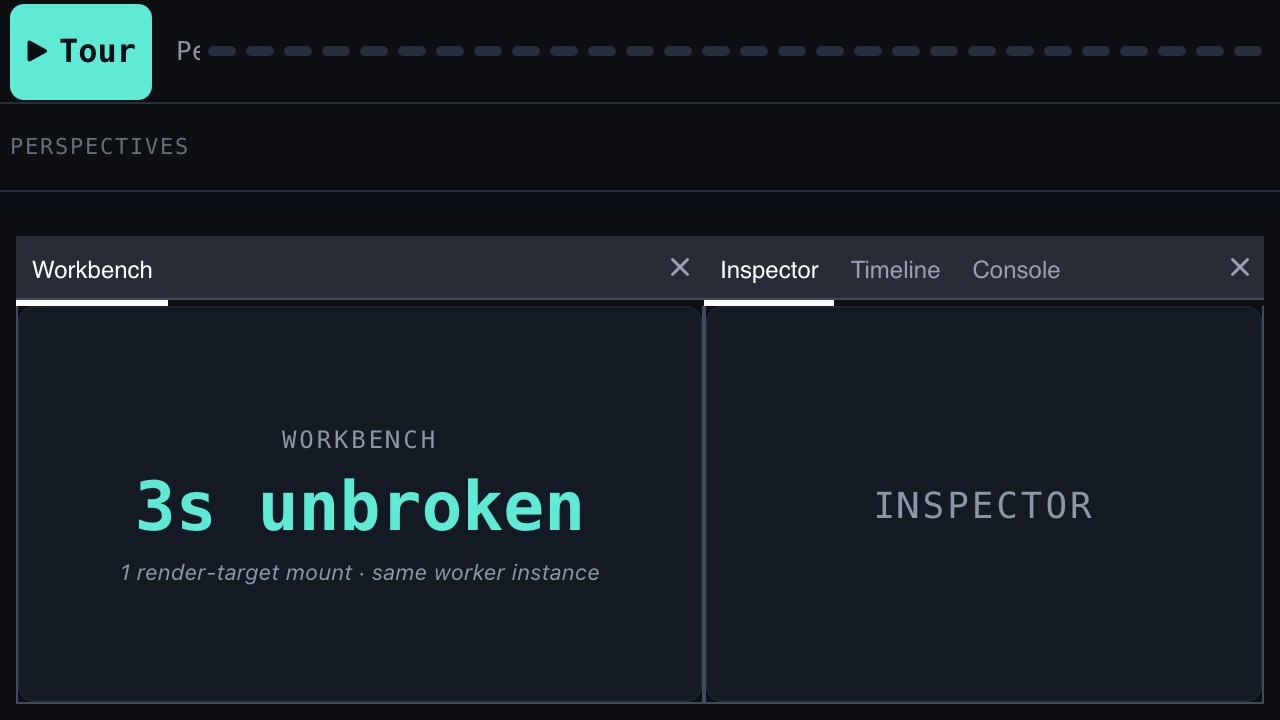 Tour
PERSPECTIVES
Workbench
Inspector Timeline Console
WORKBENCH
3s unbroken
1 render-target mount · same worker instance
INSPECTOR